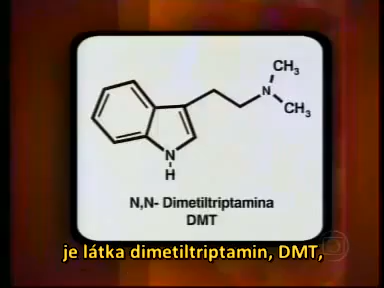 CH3
N
CH3
N
H
N,N- Dimetiltriptamina
DMT
je látka dimetiltriptamin, DMT,